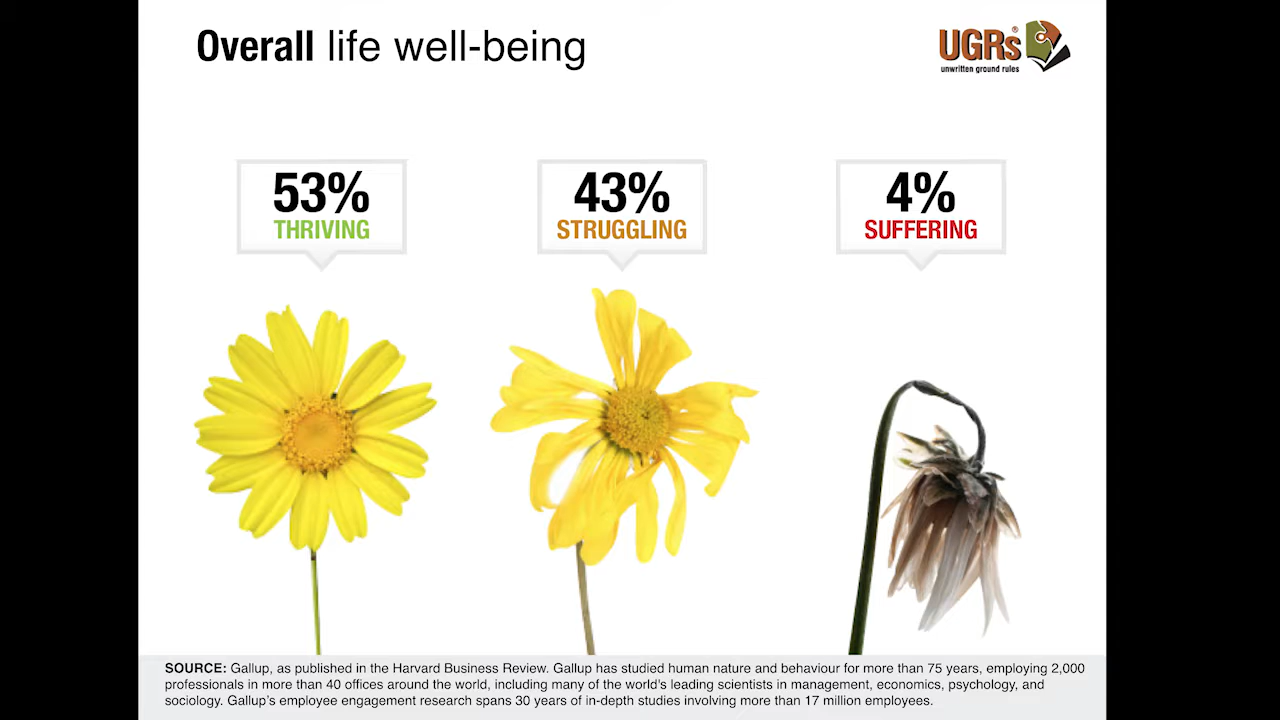 Overall life well-being
UGRs®
unwritten ground rules
53%
THRIVING
43%
STRUGGLING
4%
SUFFERING
SOURCE: Gallup, as published in the Harvard Business Review. Gallup has studied human nature and behaviour for more than 75 years, employing 2,000
professionals in more than 40 offices around the world, including many of the world's leading scientists in management, economics, psychology, and
sociology. Gallup's employee engagement research spans 30 years of in-depth studies involving more than 17 million employees.